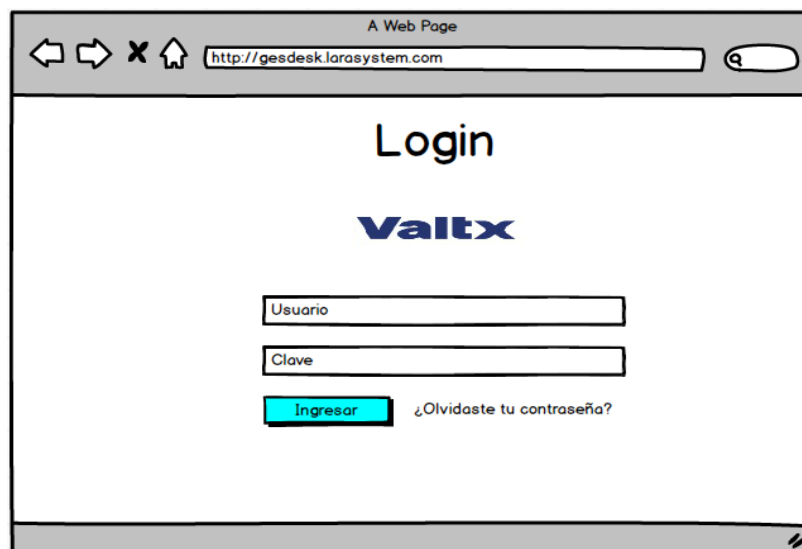 A Web Page
http://gesdesk.larasystem.com
Login
Valtx
Usuario
Clave
Ingresar ¿Olvidaste tu contraseña?